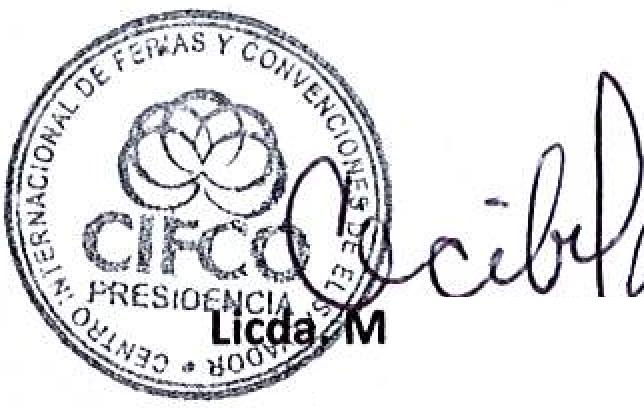 CENTRO INTERNACIONAL DE FERIAS Y CONVENCIONES DE EL SALVADOR
CIFCO
PRESIDENCIA
Licda. M